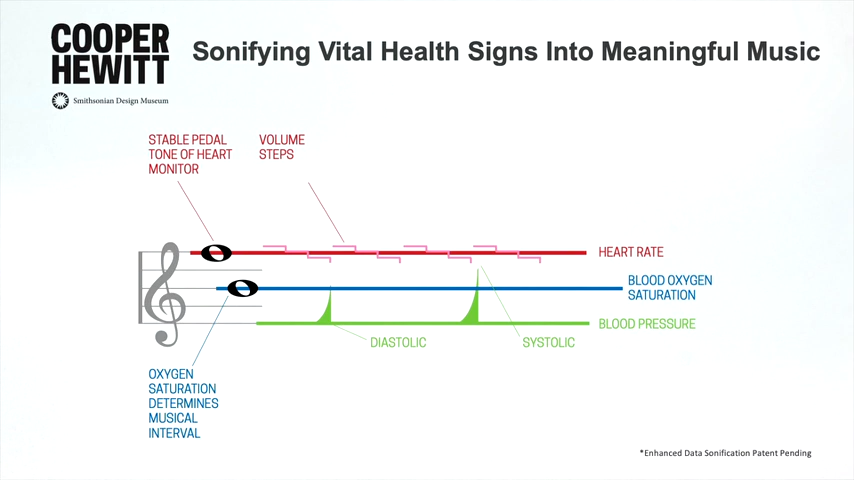 COOPER
HEWITT
Smithsonian Design Museum
Sonifying Vital Health Signs Into Meaningful Music
STABLE PEDAL
TONE OF HEART
MONITOR
VOLUME
STEPS
HEART RATE
BLOOD OXYGEN
SATURATION
BLOOD PRESSURE
DIASTOLIC
SYSTOLIC
OXYGEN
SATURATION
DETERMINES
MUSICAL
INTERVAL
*Enhanced Data Sonification Patent Pending